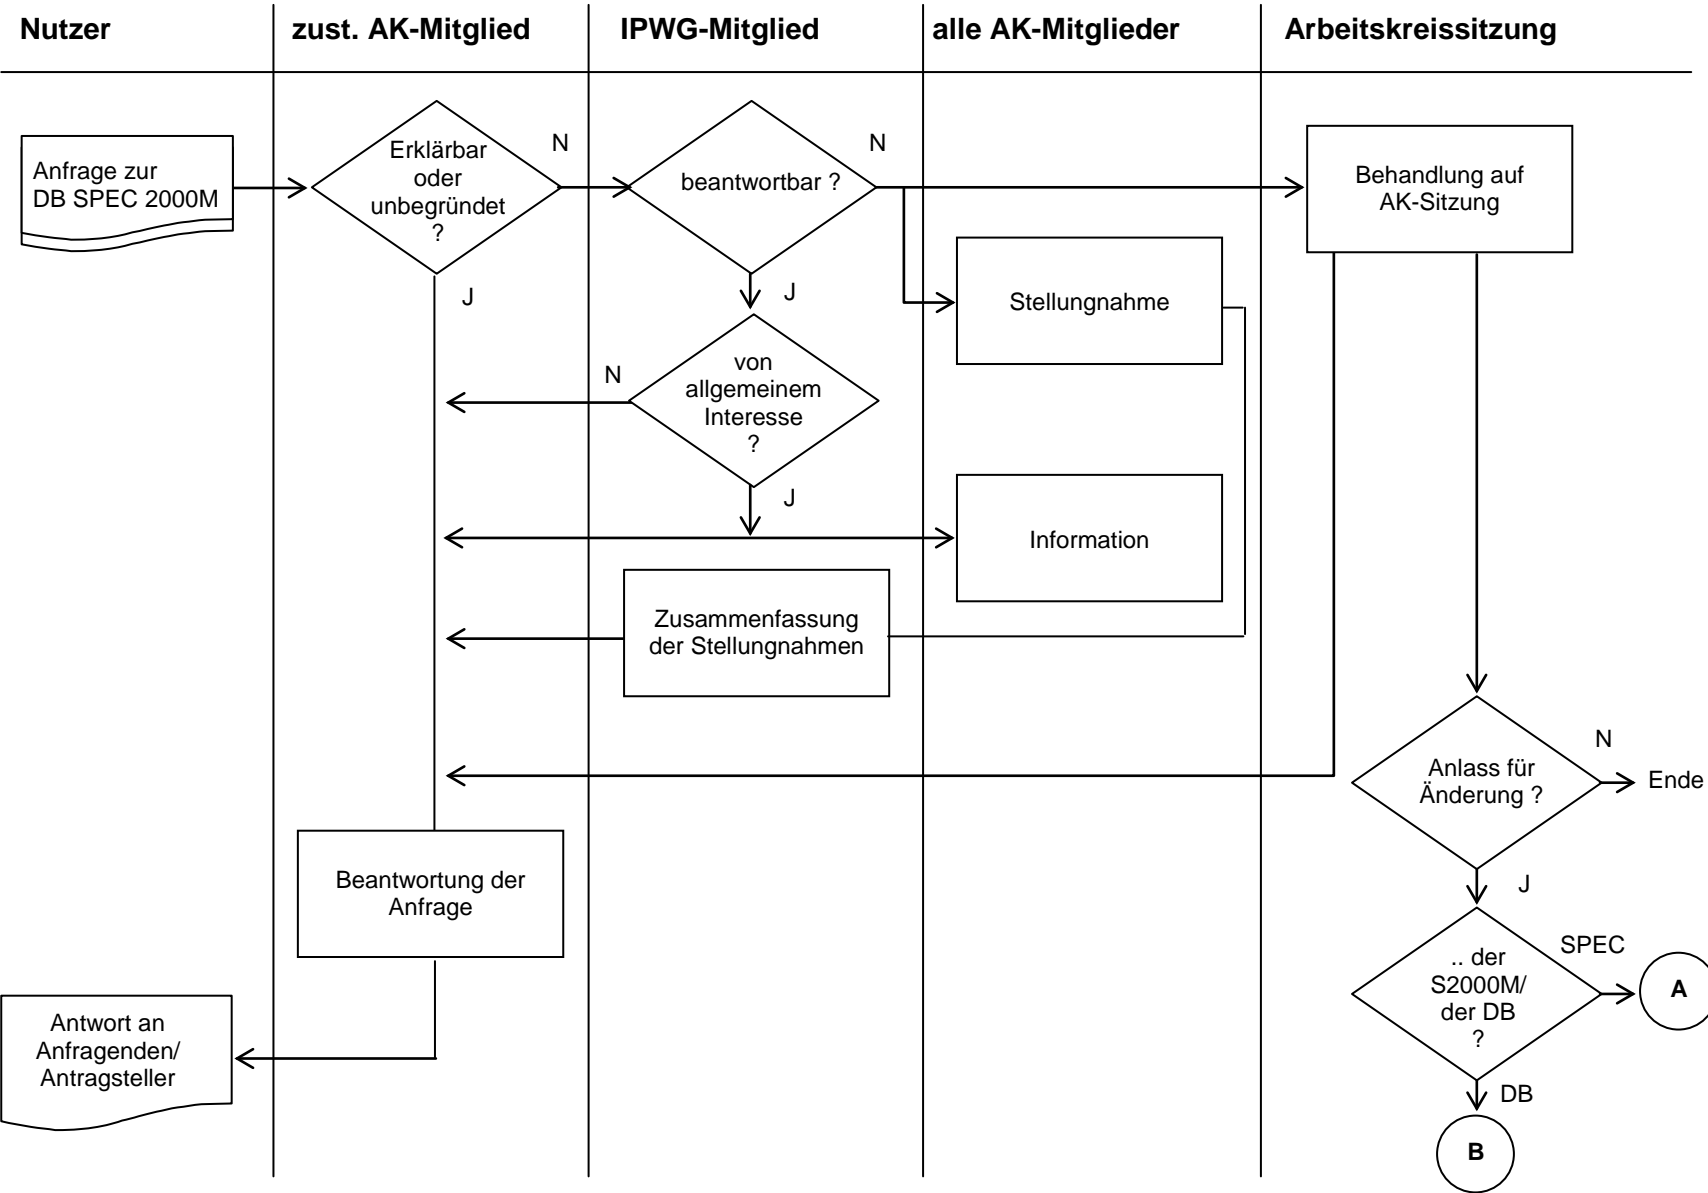 Nutzer
zust. AK-Mitglied
IPWG-Mitglied
alle AK-Mitglieder
Arbeitskreissitzung
Anfrage zur
DB SPEC 2000M
Erklärbar
oder
unbegründet
?
N
J
beantwortbar ?
N
J
Behandlung auf
AK-Sitzung
Stellungnahme
von
allgemeinem
Interesse
?
N
J
Information
Zusammenfassung
der Stellungnahmen
Anlass für
Änderung ?
N
Ende
J
Beantwortung der
Anfrage
.. der
S2000M/
der DB
?
SPEC
A
DB
B
Antwort an
Anfragenden/
Antragsteller